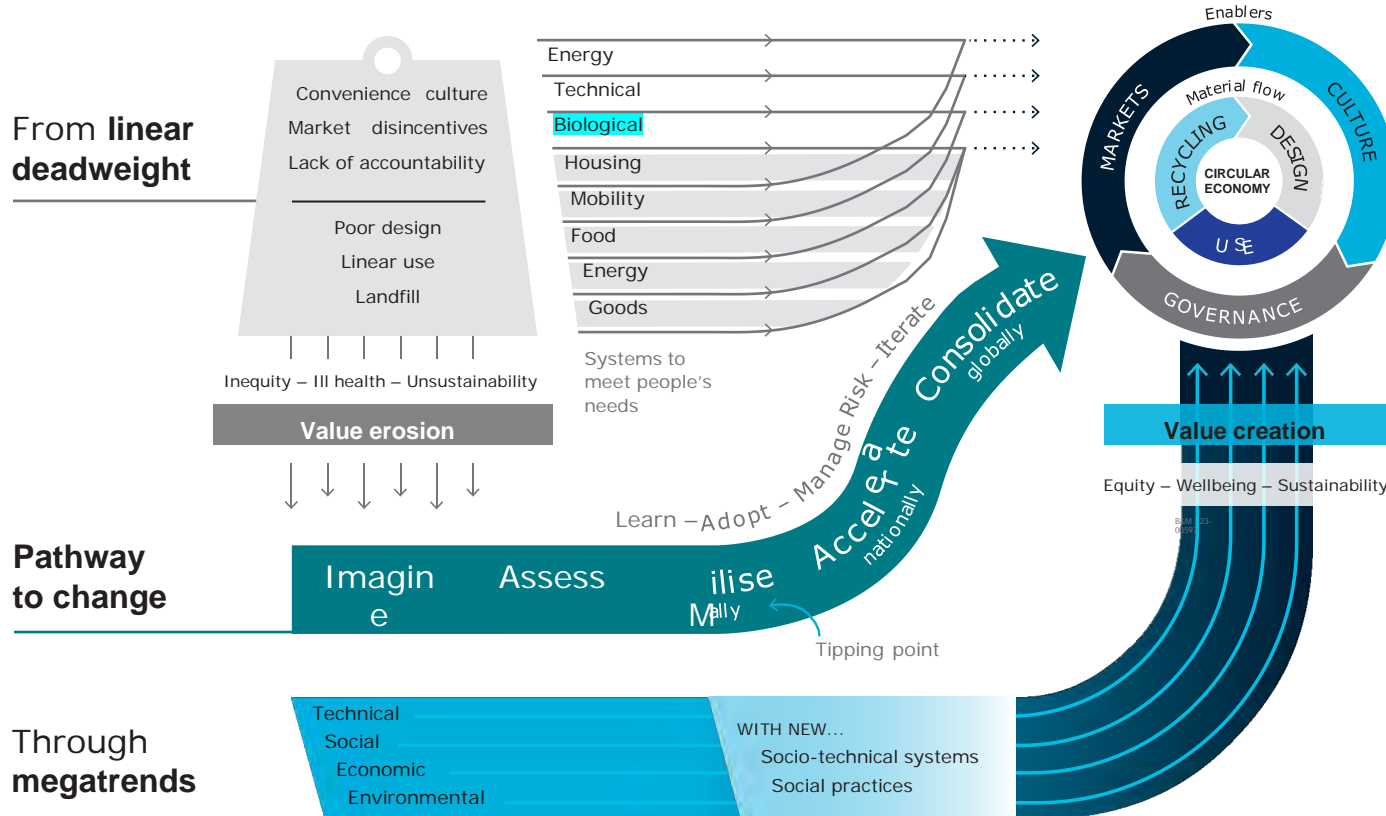 From linear
deadweight
Convenience culture
Market disincentives
Lack of accountability
Poor design
Linear use
Landfill
Inequity – Ill health – Unsustainability
Value erosion
Energy
Technical
Biological
Housing
Mobility
Food
Energy
Goods
Systems to
meet people's
needs
Enablers
MARKETS
CULTURE
GOVERNANCE
Material flow
RECYCLING
DESIGN
USE
CIRCULAR
ECONOMY
Value creation
Equity – Wellbeing – Sustainability
Learn – Adopt – Manage Risk – Iterate
Pathway
to change
Imagin
e
Assess
ilise
Accelerate
nationally
Consolidate
globally
Tipping point
Through
megatrends
Technical
Social
Economic
Environmental
WITH NEW...
Socio-technical systems
Social practices